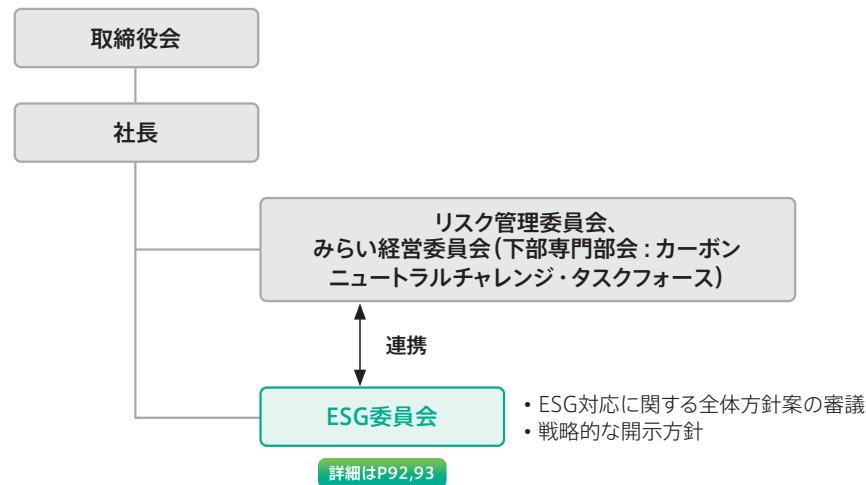 取締役会
社長
リスク管理委員会、
みらい経営委員会(下部専門部会:カーボン
ニュートラルチャレンジ・タスクフォース)
連携
ESG委員会
・ESG対応に関する全体方針案の審議
・戦略的な開示方針
詳細はP92,93